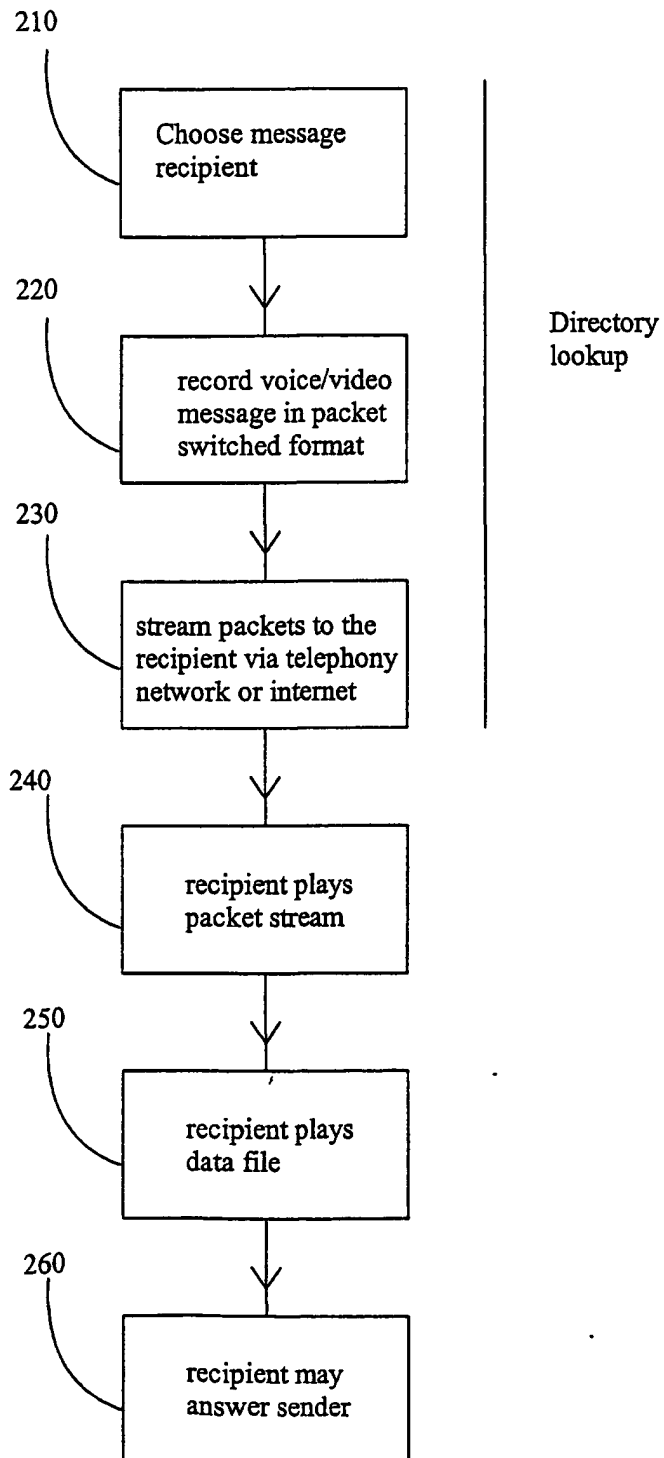 210
Choose message
recipient
220
record voice/video
message in packet
switched format
Directory
lookup
230
stream packets to the
recipient via telephony
network or internet
240
recipient plays
packet stream
250
recipient plays
data file
260
recipient may
answer sender